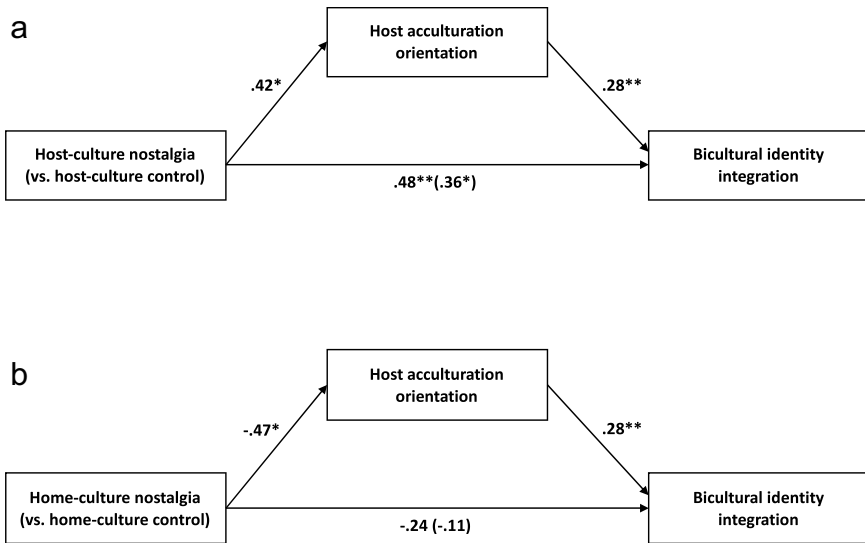 a
Host acculturation
orientation
.42*
.28**
Host-culture nostalgia
(vs. host-culture control)
Bicultural identity
integration
.48**(.36*)
b
Host acculturation
orientation
-.47*
.28**
Home-culture nostalgia
(vs. home-culture control)
Bicultural identity
integration
-.24 (-.11)